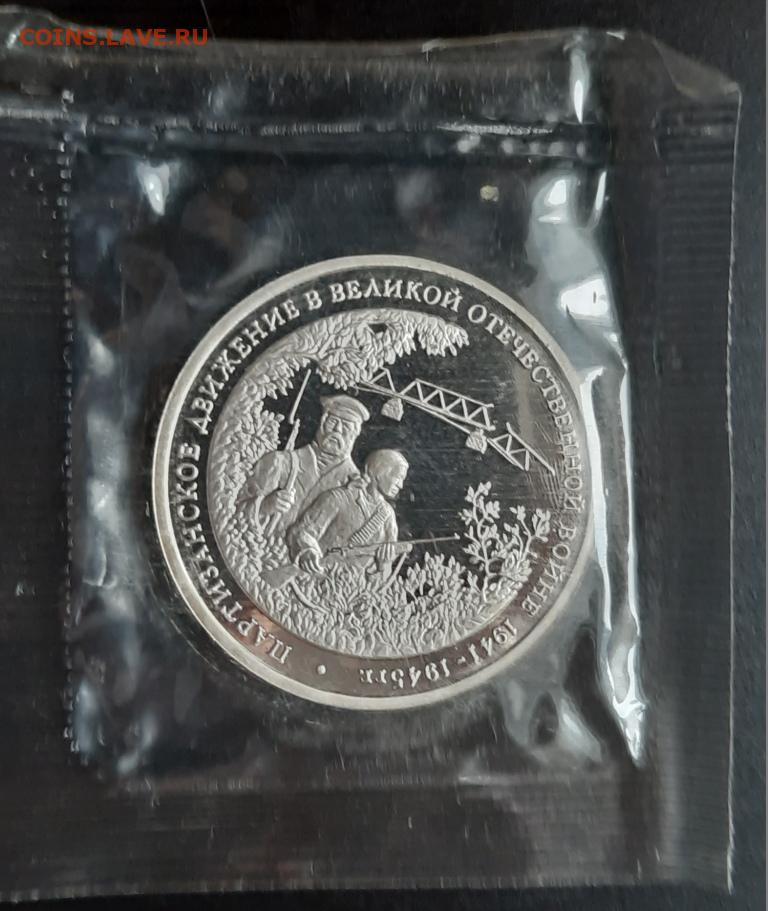 COINS.LAVE.RU
ПАРТИЗАНСКОЕ ДВИЖЕНИЕ В ВЕЛИКОЙ ОТЕЧЕСТВЕННОЙ ВОЙНЕ 1941-1945гг.